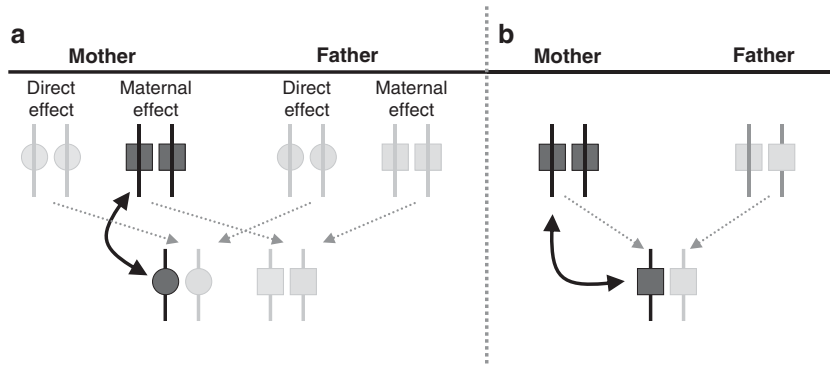 a
Mother
Father
Direct
effect
Maternal
effect
Direct
effect
Maternal
effect
b
Mother
Father